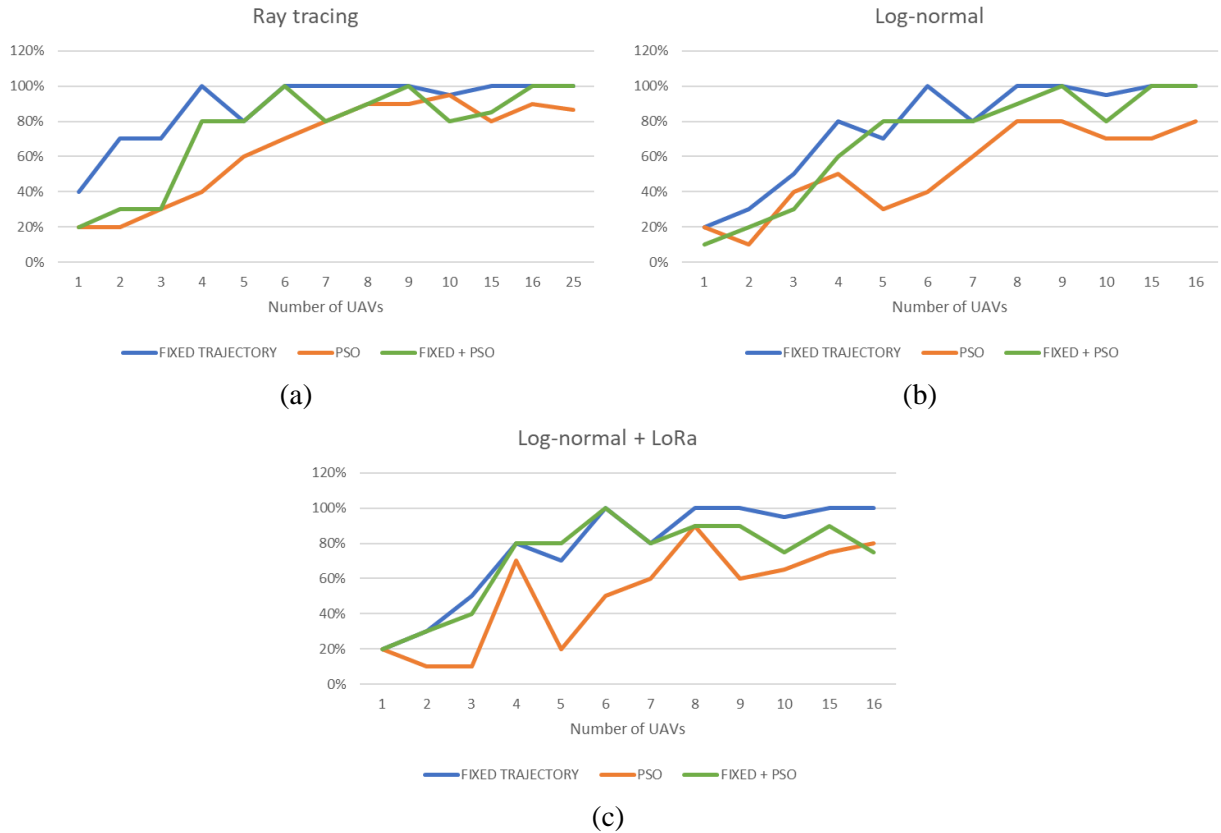 Ray tracing
120%
100%
80%
60%
40%
20%
0%
1 2 3 4 5 6 7 8 9 10 15 16 25
Number of UAVs
FIXED TRAJECTORY PSO FIXED + PSO
(a)
Log-normal
120%
100%
80%
60%
40%
20%
0%
1 2 3 4 5 6 7 8 9 10 15 16
Number of UAVs
FIXED TRAJECTORY PSO FIXED + PSO
(b)
Log-normal + LoRa
120%
100%
80%
60%
40%
20%
0%
1 2 3 4 5 6 7 8 9 10 15 16
Number of UAVs
FIXED TRAJECTORY PSO FIXED + PSO
(c)